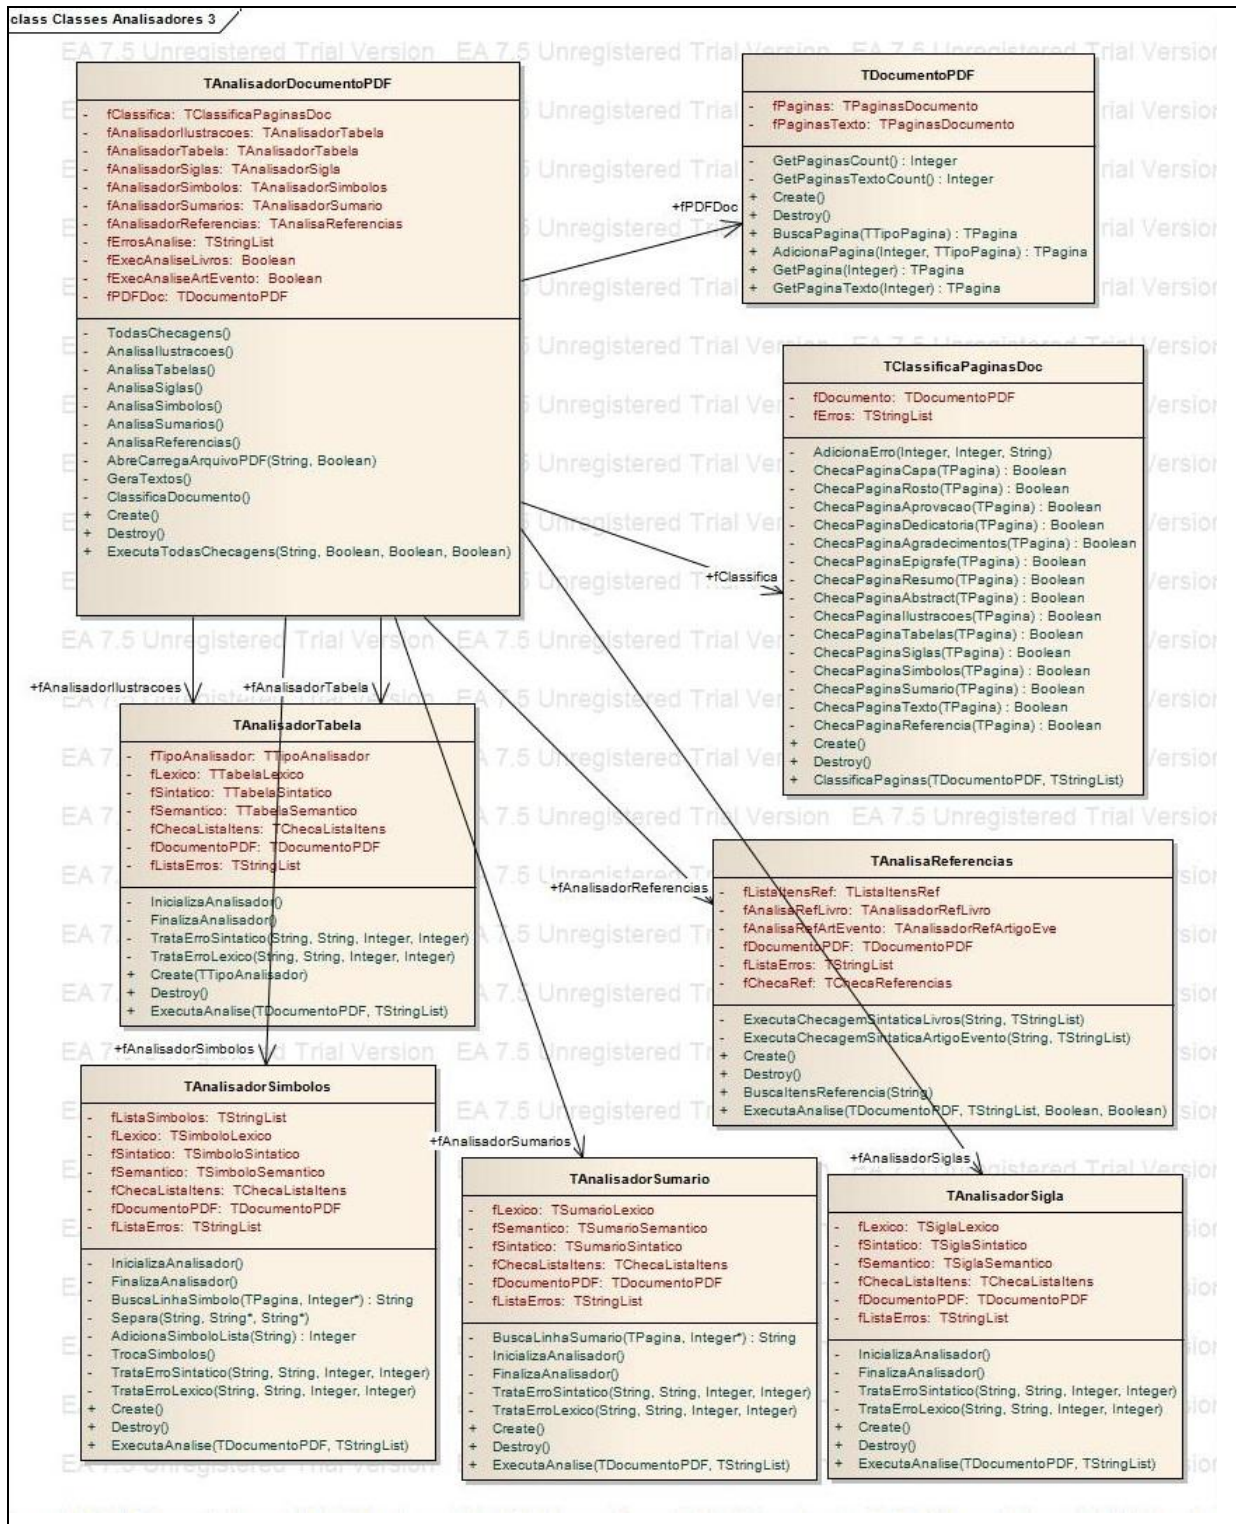 class Classes Analisadores 3
EA 7.5 Unregistered Trial Version
TAnalisadorDocumentoPDF
- fClassifica: TClassificaPaginasDoc
- fAnalisadorIlustracoes: TAnalisadorTabela
- fAnalisadorTabela: TAnalisadorTabela
- fAnalisadorSiglas: TAnalisadorSigla
- fAnalisadorSimbolos: TAnalisadorSimbolos
- fAnalisadorSumarios: TAnalisadorSumario
- fAnalisadorReferencias: TAnalisaReferencias
- fErrosAnalise: TStringList
- fExecAnaliseLivros: Boolean
- fExecAnaliseArtEvento: Boolean
- fPDFDoc: TDocumentoPDF
- TodasChecagens()
- AnalisaIlustracoes()
- AnalisaTabelas()
- AnalisaSiglas()
- AnalisaSimbolos()
- AnalisaSumarios()
- AnalisaReferencias()
- AbreCarregaArquivoPDF(String, Boolean)
- GeraTextos()
- ClassificaDocumento()
+ Create()
+ Destroy()
+ ExecutaTodasChecagens(String, Boolean, Boolean, Boolean)
+fPDFDoc
TDocumentoPDF
- fPaginas: TPaginasDocumento
- fPaginasTexto: TPaginasDocumento
- GetPaginasCount() : Integer
- GetPaginasTextoCount() : Integer
+ Create()
+ Destroy()
+ BuscaPagina(TTipoPagina) : TPagina
+ AdicionaPagina(Integer, TTipoPagina) : TPagina
+ GetPagina(Integer) : TPagina
+ GetPaginaTexto(Integer) : TPagina
+fClassifica
TClassificaPaginasDoc
- fDocumento: TDocumentoPDF
- fErros: TStringList
- AdicionaErro(Integer, Integer, String)
- ChecaPaginaCapa(TPagina) : Boolean
- ChecaPaginaRosto(TPagina) : Boolean
- ChecaPaginaAprovacao(TPagina) : Boolean
- ChecaPaginaDedicatoria(TPagina) : Boolean
- ChecaPaginaAgradecimentos(TPagina) : Boolean
- ChecaPaginaEpigrafe(TPagina) : Boolean
- ChecaPaginaResumo(TPagina) : Boolean
- ChecaPaginaAbstract(TPagina) : Boolean
- ChecaPaginaIlustracoes(TPagina) : Boolean
- ChecaPaginaTabelas(TPagina) : Boolean
- ChecaPaginaSiglas(TPagina) : Boolean
- ChecaPaginaSimbolos(TPagina) : Boolean
- ChecaPaginaSumario(TPagina) : Boolean
- ChecaPaginaTexto(TPagina) : Boolean
- ChecaPaginaReferencia(TPagina) : Boolean
+ Create()
+ Destroy()
+ ClassificaPaginas(TDocumentoPDF, TStringList)
+fAnalisadorIlustracoes
+fAnalisadorTabela
TAnalisadorTabela
- fTipoAnalisador: TTipoAnalisador
- fLexico: TTabelaLexico
- fSintatico: TTabelaSintatico
- fSemantico: TTabelaSemantico
- fChecaListaItens: TChecaListaItens
- fDocumentoPDF: TDocumentoPDF
- fListaErros: TStringList
- InicializaAnalisador()
- FinalizaAnalisador()
- TrataErroSintatico(String, String, Integer, Integer)
- TrataErroLexico(String, String, Integer, Integer)
+ Create(TTipoAnalisador)
+ Destroy()
+ ExecutaAnalise(TDocumentoPDF, TStringList)
+fAnalisadorReferencias
TAnalisaReferencias
- fListaItensRef: TListaItensRef
- fAnalisaRefLivro: TAnalisadorRefLivro
- fAnalisaRefArtEvento: TAnalisadorRefArtigoEve
- fDocumentoPDF: TDocumentoPDF
- fListaErros: TStringList
- fChecaRef: TChecaReferencias
- ExecutaChecagemSintaticaLivros(String, TStringList)
- ExecutaChecagemSintaticaArtigoEvento(String, TStringList)
+ Create()
+ Destroy()
+ BuscaItensReferencia(String)
+ ExecutaAnalise(TDocumentoPDF, TStringList, Boolean, Boolean)
+fAnalisadorSimbolos
TAnalisadorSimbolos
- fListaSimbolos: TStringList
- fLexico: TSimboloLexico
- fSintatico: TSimboloSintatico
- fSemantico: TSimboloSemantico
- fChecaListaItens: TChecaListaItens
- fDocumentoPDF: TDocumentoPDF
- fListaErros: TStringList
- InicializaAnalisador()
- FinalizaAnalisador()
- BuscaLinhaSimbolo(TPagina, Integer*) : String
- Separa(String, String*, String*)
- AdicionaSimboloLista(String) : Integer
- TrocaSimbolos()
- TrataErroSintatico(String, String, Integer, Integer)
- TrataErroLexico(String, String, Integer, Integer)
+ Create()
+ Destroy()
+ ExecutaAnalise(TDocumentoPDF, TStringList)
+fAnalisadorSumarios
TAnalisadorSumario
- fLexico: TSumarioLexico
- fSemantico: TSumarioSemantico
- fSintatico: TSumarioSintatico
- fChecaListaItens: TChecaListaItens
- fDocumentoPDF: TDocumentoPDF
- fListaErros: TStringList
- BuscaLinhaSumario(TPagina, Integer*) : String
- InicializaAnalisador()
- FinalizaAnalisador()
- TrataErroSintatico(String, String, Integer, Integer)
- TrataErroLexico(String, String, Integer, Integer)
+ Create()
+ Destroy()
+ ExecutaAnalise(TDocumentoPDF, TStringList)
+fAnalisadorSiglas
TAnalisadorSigla
- fLexico: TSiglaLexico
- fSintatico: TSiglaSintatico
- fSemantico: TSiglaSemantico
- fChecaListaItens: TChecaListaItens
- fDocumentoPDF: TDocumentoPDF
- fListaErros: TStringList
- InicializaAnalisador()
- FinalizaAnalisador()
- TrataErroSintatico(String, String, Integer, Integer)
- TrataErroLexico(String, String, Integer, Integer)
+ Create()
+ Destroy()
+ ExecutaAnalise(TDocumentoPDF, TStringList)